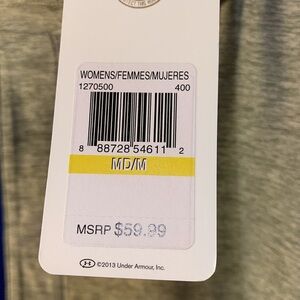 WOMENS/FEMMES/MUJERES
1270500 400
8 88728 54611 2
MD/M
MSRP $59.99
©2013 Under Armour, Inc.